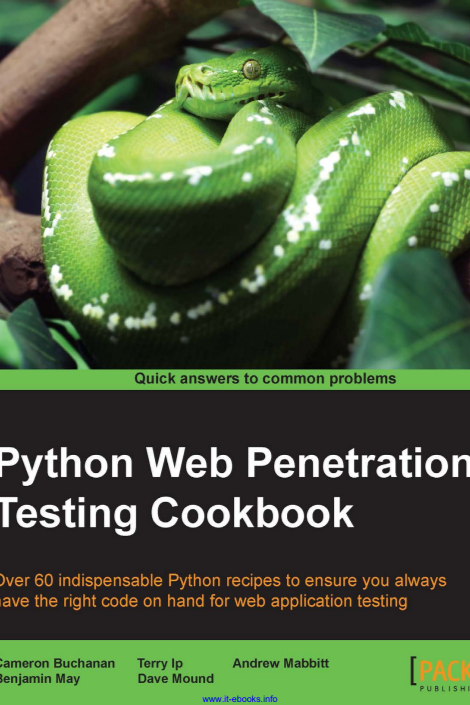 Quick answers to common problems
Python Web Penetration
Testing Cookbook
Over 60 indispensable Python recipes to ensure you always
have the right code on hand for web application testing
Cameron Buchanan Terry Ip Andrew Mabbitt
Benjamin May Dave Mound
[PACK
PUBLISHI
www.it-ebooks.info